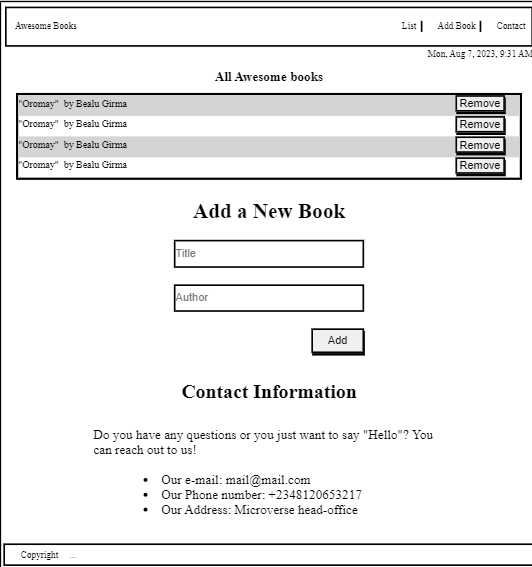 Awesome Books List Add Book Contact
Mon, Aug 7, 2023, 9:31 AM
All Awesome books
"Oromay" by Bealu Girma Remove
"Oromay" by Bealu Girma Remove
"Oromay" by Bealu Girma Remove
"Oromay" by Bealu Girma Remove
Add a New Book
Title
Author
Add
Contact Information
Do you have any questions or you just want to say "Hello"? You
can reach out to us!
• Our e-mail: mail@mail.com
• Our Phone number: +2348120653217
• Our Address: Microverse head-office
Copyright ...